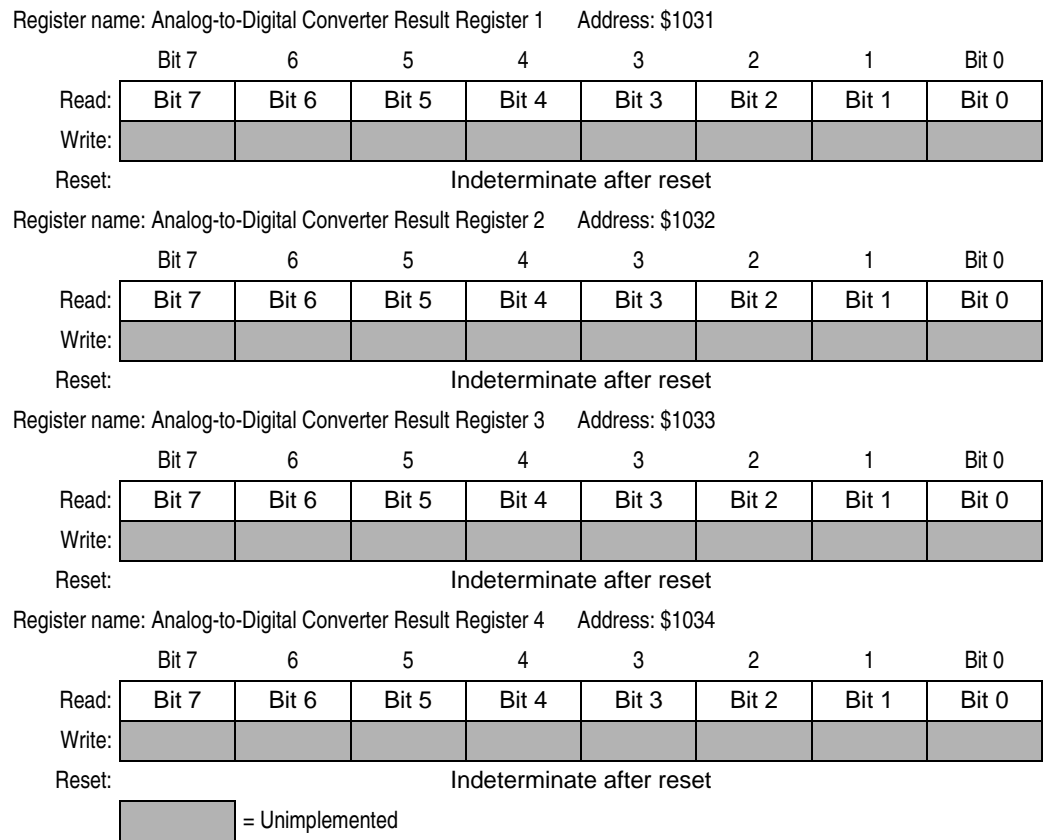 Register name: Analog-to-Digital Converter Result Register 1 Address: $1031
Bit 7 6 5 4 3 2 1 Bit 0
Read: Bit 7 Bit 6 Bit 5 Bit 4 Bit 3 Bit 2 Bit 1 Bit 0
Write:
Reset: Indeterminate after reset
Register name: Analog-to-Digital Converter Result Register 2 Address: $1032
Bit 7 6 5 4 3 2 1 Bit 0
Read: Bit 7 Bit 6 Bit 5 Bit 4 Bit 3 Bit 2 Bit 1 Bit 0
Write:
Reset: Indeterminate after reset
Register name: Analog-to-Digital Converter Result Register 3 Address: $1033
Bit 7 6 5 4 3 2 1 Bit 0
Read: Bit 7 Bit 6 Bit 5 Bit 4 Bit 3 Bit 2 Bit 1 Bit 0
Write:
Reset: Indeterminate after reset
Register name: Analog-to-Digital Converter Result Register 4 Address: $1034
Bit 7 6 5 4 3 2 1 Bit 0
Read: Bit 7 Bit 6 Bit 5 Bit 4 Bit 3 Bit 2 Bit 1 Bit 0
Write:
Reset: Indeterminate after reset
= Unimplemented